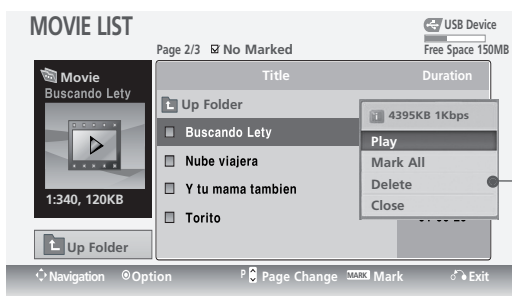 MOVIE LIST
USB Device
Page 2/3 No Marked
Free Space 150MB
Movie
Buscando Lety
1:340, 120KB
Up Folder
Title Duration
Up Folder
Buscando Lety
Nube viajera
Y tu mama tambien
Torito
4395KB 1Kbps
Play
Mark All
Delete
Close
Navigation Option P Page Change MARK Mark Exit